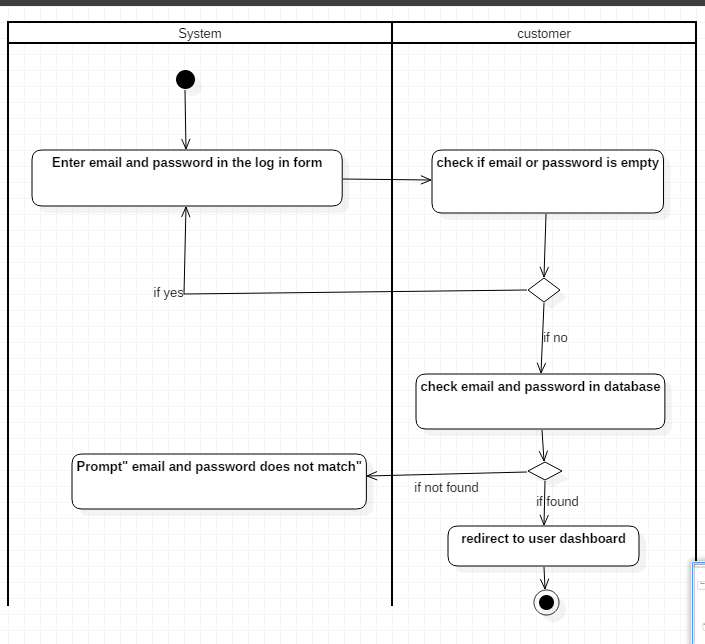 System
customer
Enter email and password in the log in form
check if email or password is empty
if yes
if no
check email and password in database
Prompt" email and password does not match"
if not found
if found
redirect to user dashboard